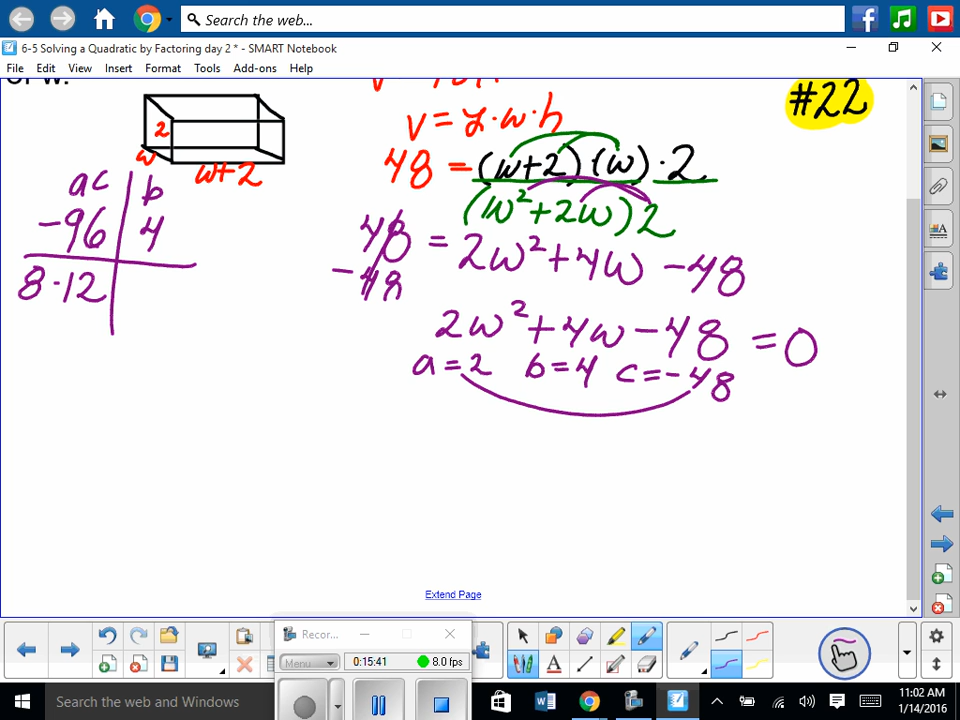 Search the web...
6-5 Solving a Quadratic by Factoring day 2 * - SMART Notebook
File Edit View Insert Format Tools Add-ons Help
#22
V = l·w·h
2
w
w+2
48 = (w+2)(w)·2
(w²+2w)2
ac b
-96 4
8·12
48 = 2w²+4w -48
-48
2w²+4w-48 = 0
a=2 b=4 c=-48
Extend Page
Recor...
Menu
0:15:41
8.0 fps
Search the web and Windows
11:02 AM
1/14/2016